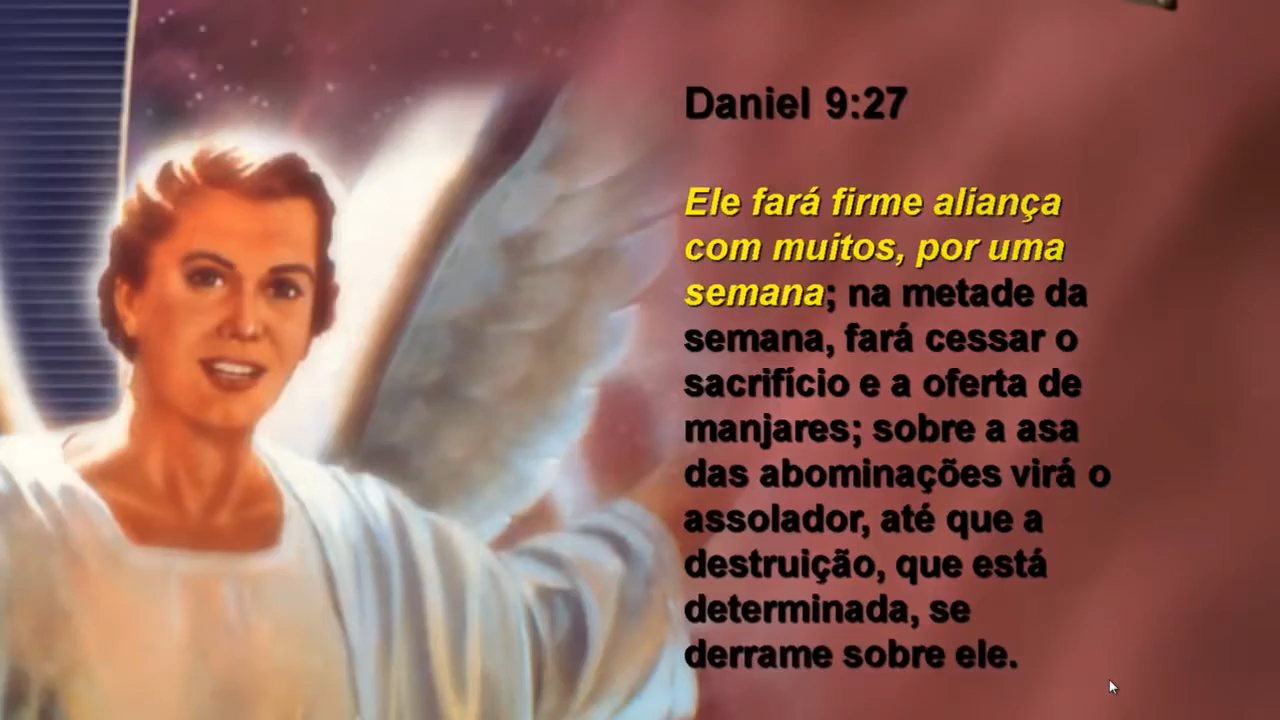 Daniel 9:27
Ele fará firme aliança
com muitos, por uma
semana; na metade da
semana, fará cessar o
sacrifício e a oferta de
manjares; sobre a asa
das abominações virá o
assolador, até que a
destruição, que está
determinada, se
derrame sobre ele.